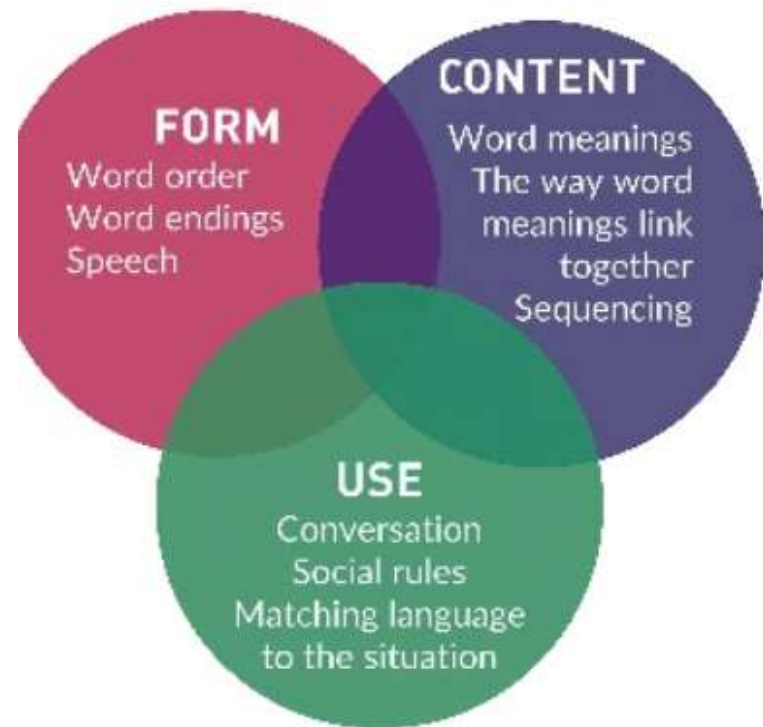 FORM
Word order
Word endings
Speech
CONTENT
Word meanings
The way word
meanings link
together
Sequencing
USE
Conversation
Social rules
Matching language
to the situation